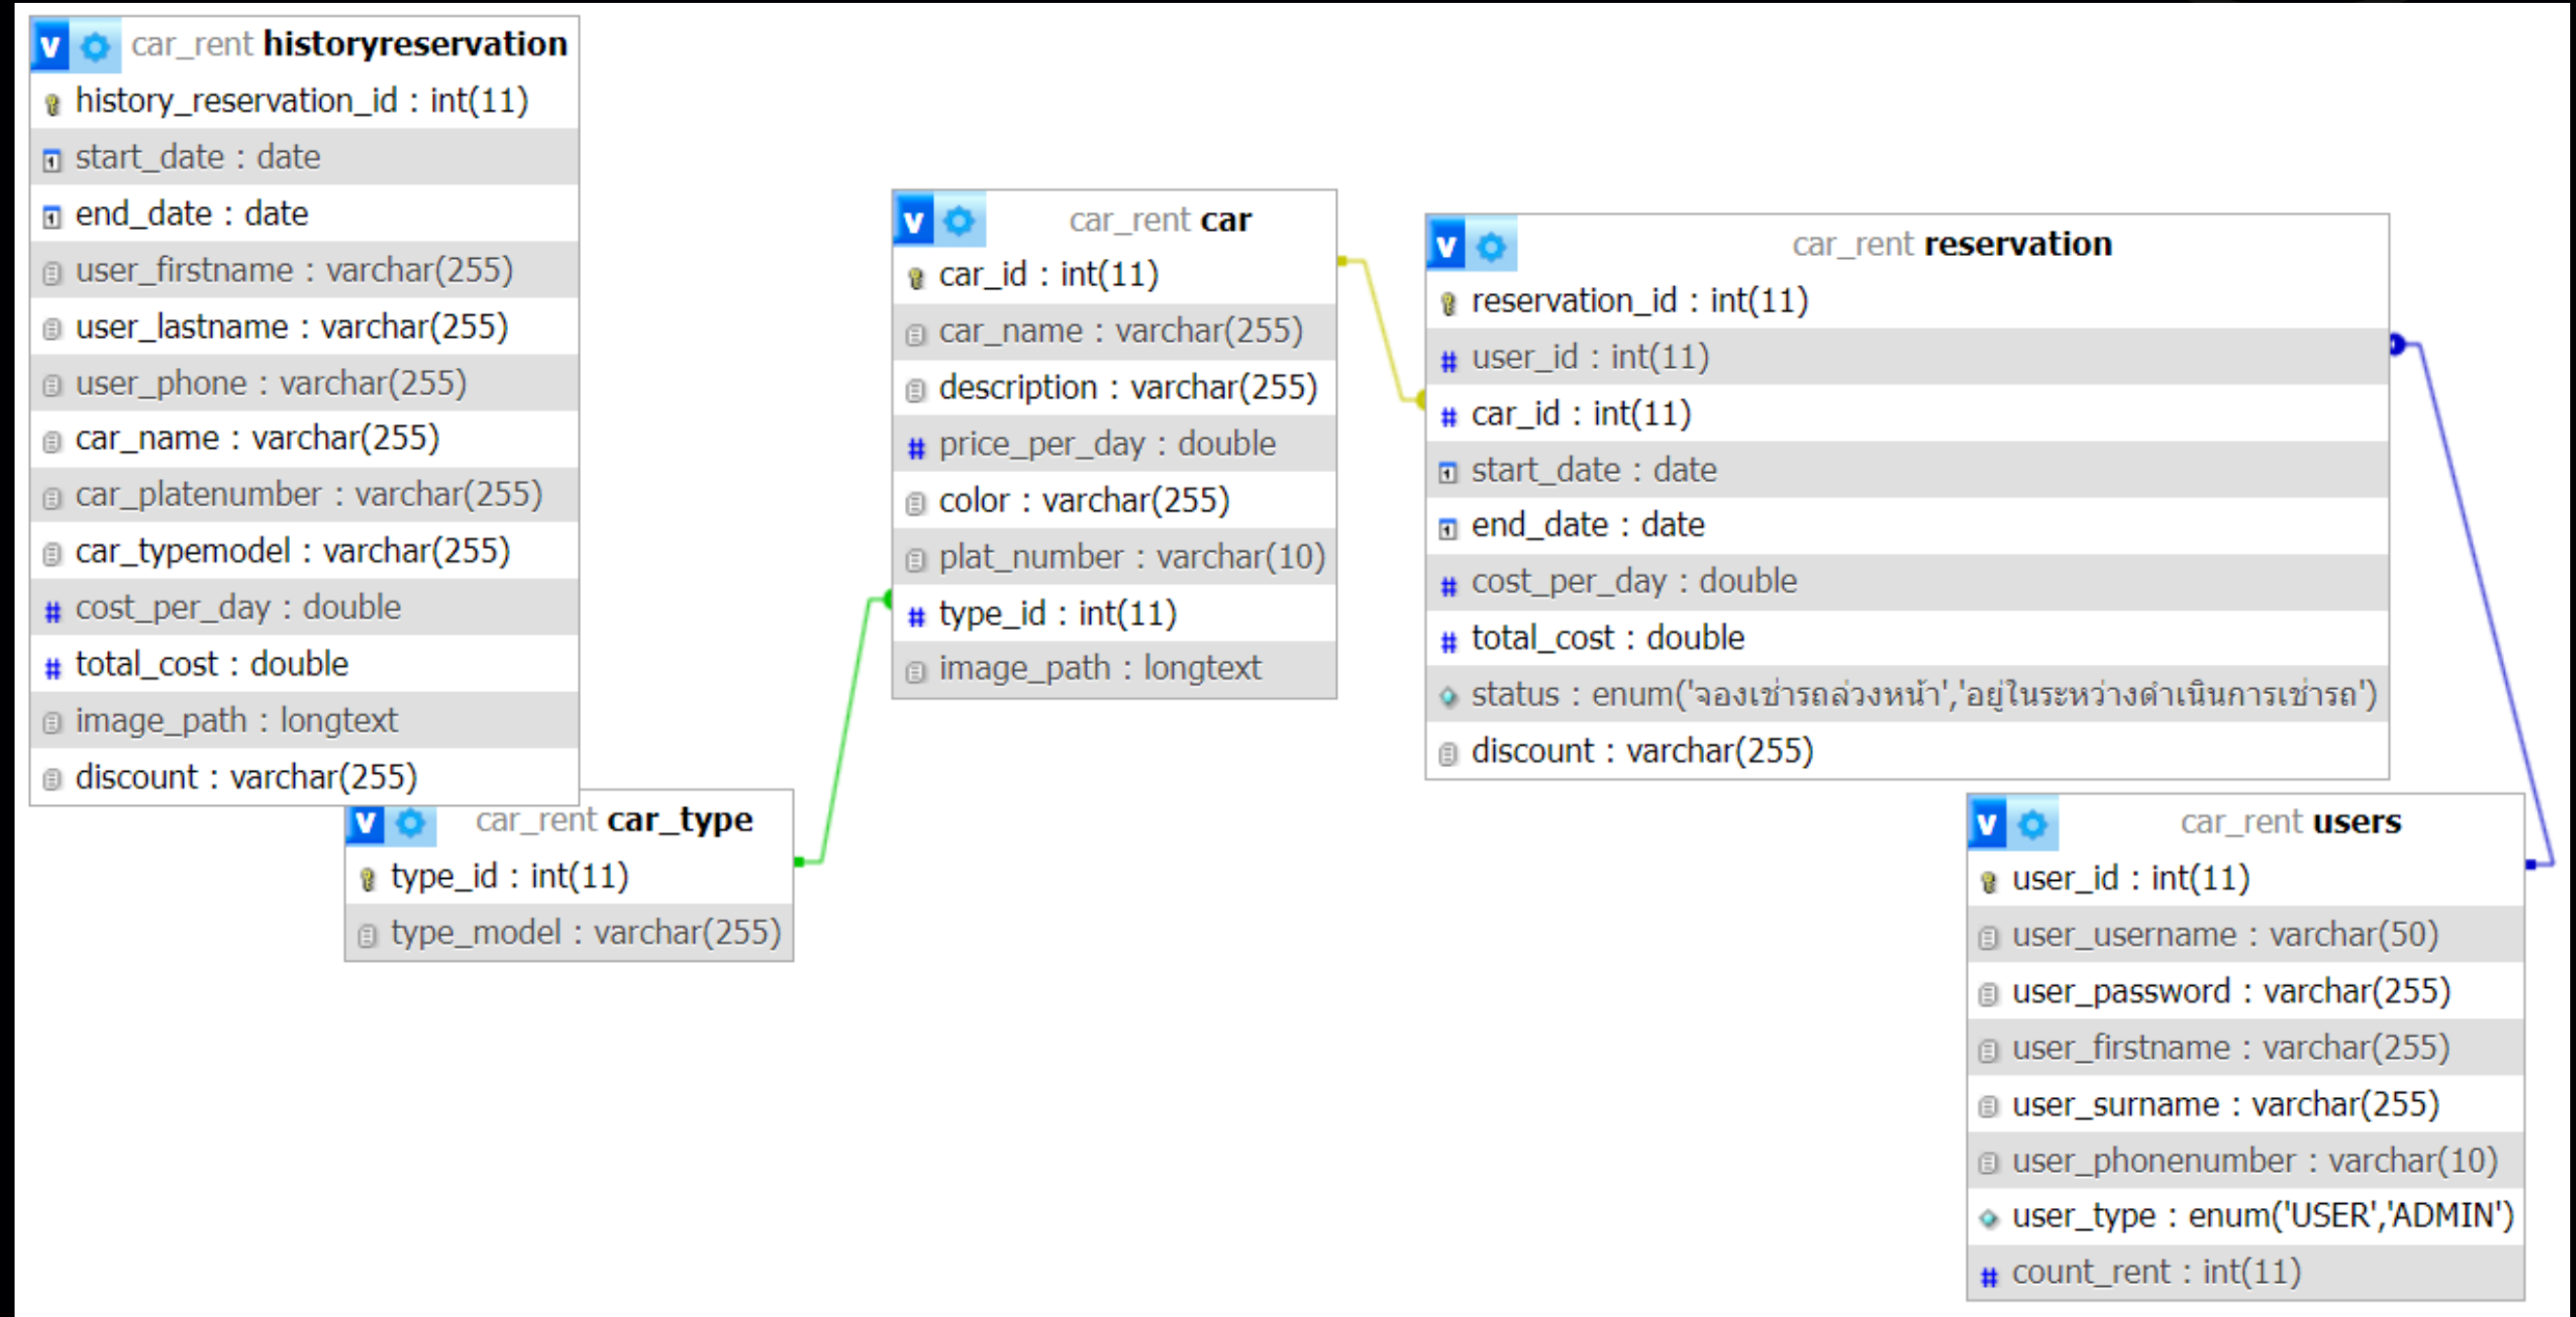 car_rent historyreservation
history_reservation_id : int(11)
start_date : date
end_date : date
user_firstname : varchar(255)
user_lastname : varchar(255)
user_phone : varchar(255)
car_name : varchar(255)
car_platenumber : varchar(255)
car_typemodel : varchar(255)
cost_per_day : double
total_cost : double
image_path : longtext
discount : varchar(255)
car_rent car_type
type_id : int(11)
type_model : varchar(255)
car_rent car
car_id : int(11)
car_name : varchar(255)
description : varchar(255)
price_per_day : double
color : varchar(255)
plat_number : varchar(10)
type_id : int(11)
image_path : longtext
car_rent reservation
reservation_id : int(11)
user_id : int(11)
car_id : int(11)
start_date : date
end_date : date
cost_per_day : double
total_cost : double
status : enum('จองเช่ารถล่วงหน้า','อยู่ในระหว่างดำเนินการเช่ารถ')
discount : varchar(255)
car_rent users
user_id : int(11)
user_username : varchar(50)
user_password : varchar(255)
user_firstname : varchar(255)
user_surname : varchar(255)
user_phonenumber : varchar(10)
user_type : enum('USER','ADMIN')
count_rent : int(11)